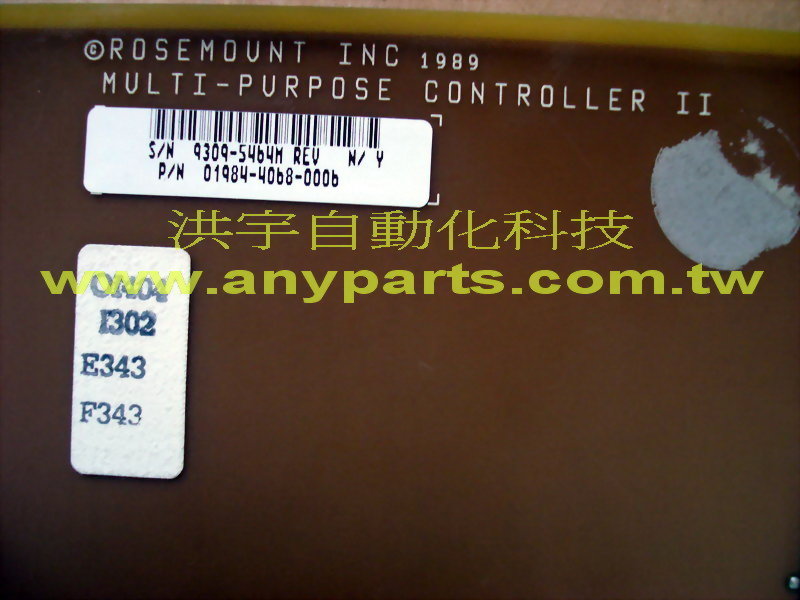 ©ROSEMOUNT INC 1989
MULTI-PURPOSE CONTROLLER II
S/N 9309-5464M REV N/Y
P/N 01984-4068-0006
洪宇自動化科技
www.anyparts.com.tw
I302
E343
F343